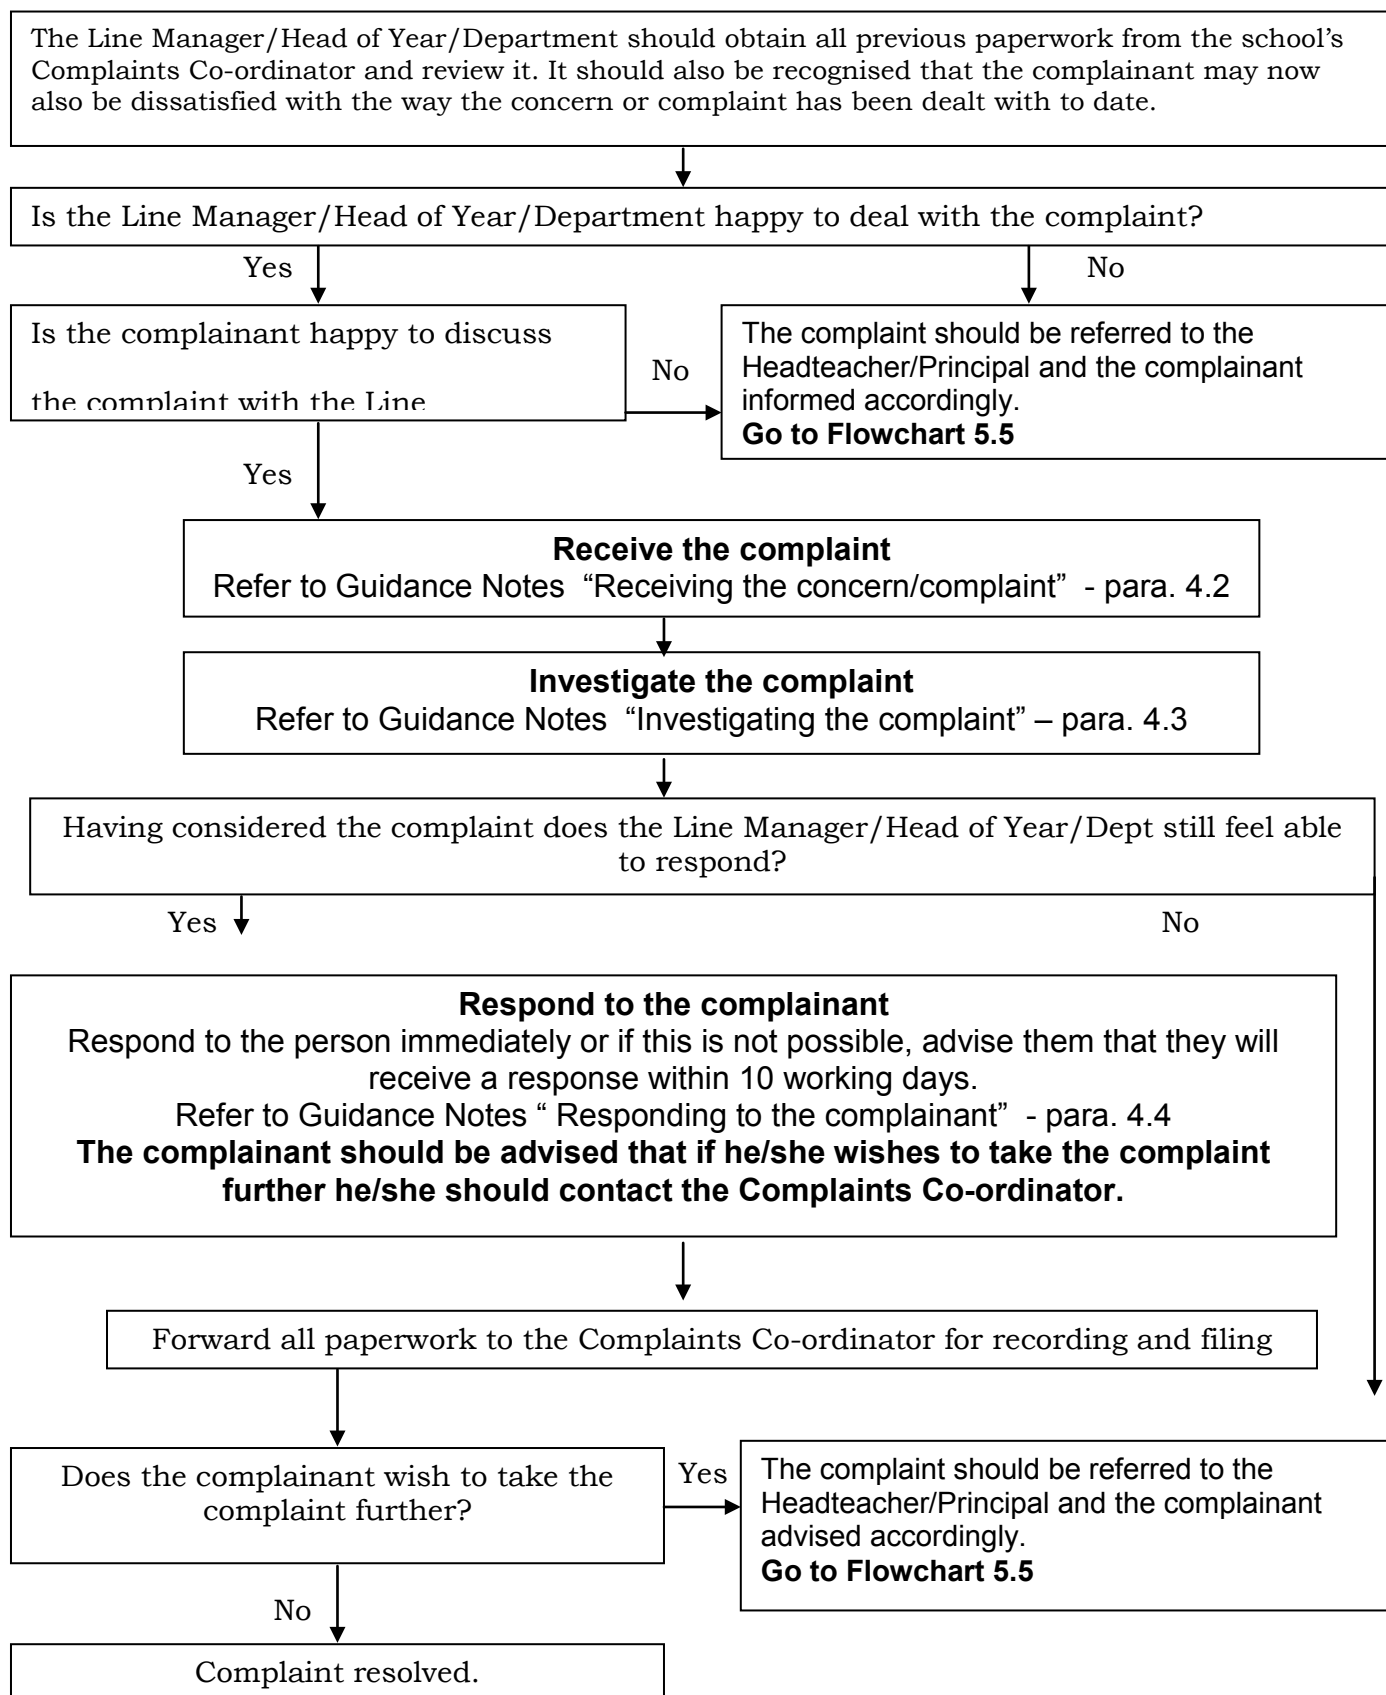 The Line Manager/Head of Year/Department should obtain all previous paperwork from the school’s
Complaints Co-ordinator and review it. It should also be recognised that the complainant may now
also be dissatisfied with the way the concern or complaint has been dealt with to date.
Is the Line Manager/Head of Year/Department happy to deal with the complaint?
Yes
No
Is the complainant happy to discuss
the complaint with the Line
No
The complaint should be referred to the
Headteacher/Principal and the complainant
informed accordingly.
Go to Flowchart 5.5
Yes
Receive the complaint
Refer to Guidance Notes “Receiving the concern/complaint” - para. 4.2
Investigate the complaint
Refer to Guidance Notes “Investigating the complaint” – para. 4.3
Having considered the complaint does the Line Manager/Head of Year/Dept still feel able
to respond?
Yes
No
Respond to the complainant
Respond to the person immediately or if this is not possible, advise them that they will
receive a response within 10 working days.
Refer to Guidance Notes “ Responding to the complainant” - para. 4.4
The complainant should be advised that if he/she wishes to take the complaint
further he/she should contact the Complaints Co-ordinator.
Forward all paperwork to the Complaints Co-ordinator for recording and filing
Does the complainant wish to take the
complaint further?
Yes
The complaint should be referred to the
Headteacher/Principal and the complainant
advised accordingly.
Go to Flowchart 5.5
No
Complaint resolved.